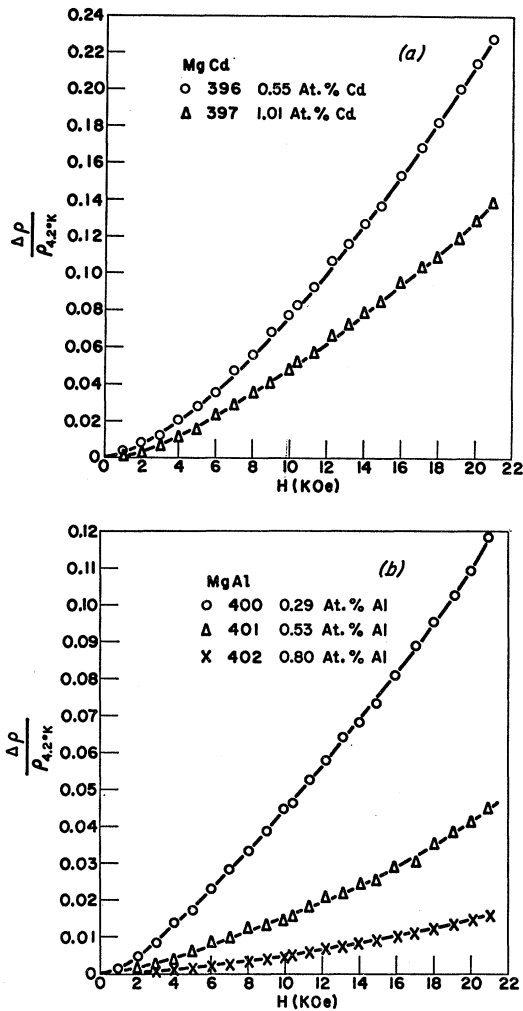 0.24
(a)
MgCd
0.22
O 396 0.55 At.% Cd
0.20
Δ 397 1.01 At.% Cd
0.18
0.16
0.14
Δρ
ρ4.2°K
0.12
0.10
0.08
0.06
0.04
0.02
0
0 2 4 6 8 10 12 14 16 18 20 22
H (KOe)
0.12
(b)
0.11
MgAl
O 400 0.29 At.% Al
0.10
Δ 401 0.53 At.% Al
0.09
X 402 0.80 At.% Al
0.08
0.07
Δρ
ρ4.2°K
0.06
0.05
0.04
0.03
0.02
0.01
0
0 2 4 6 8 10 12 14 16 18 20 22
H (KOe)